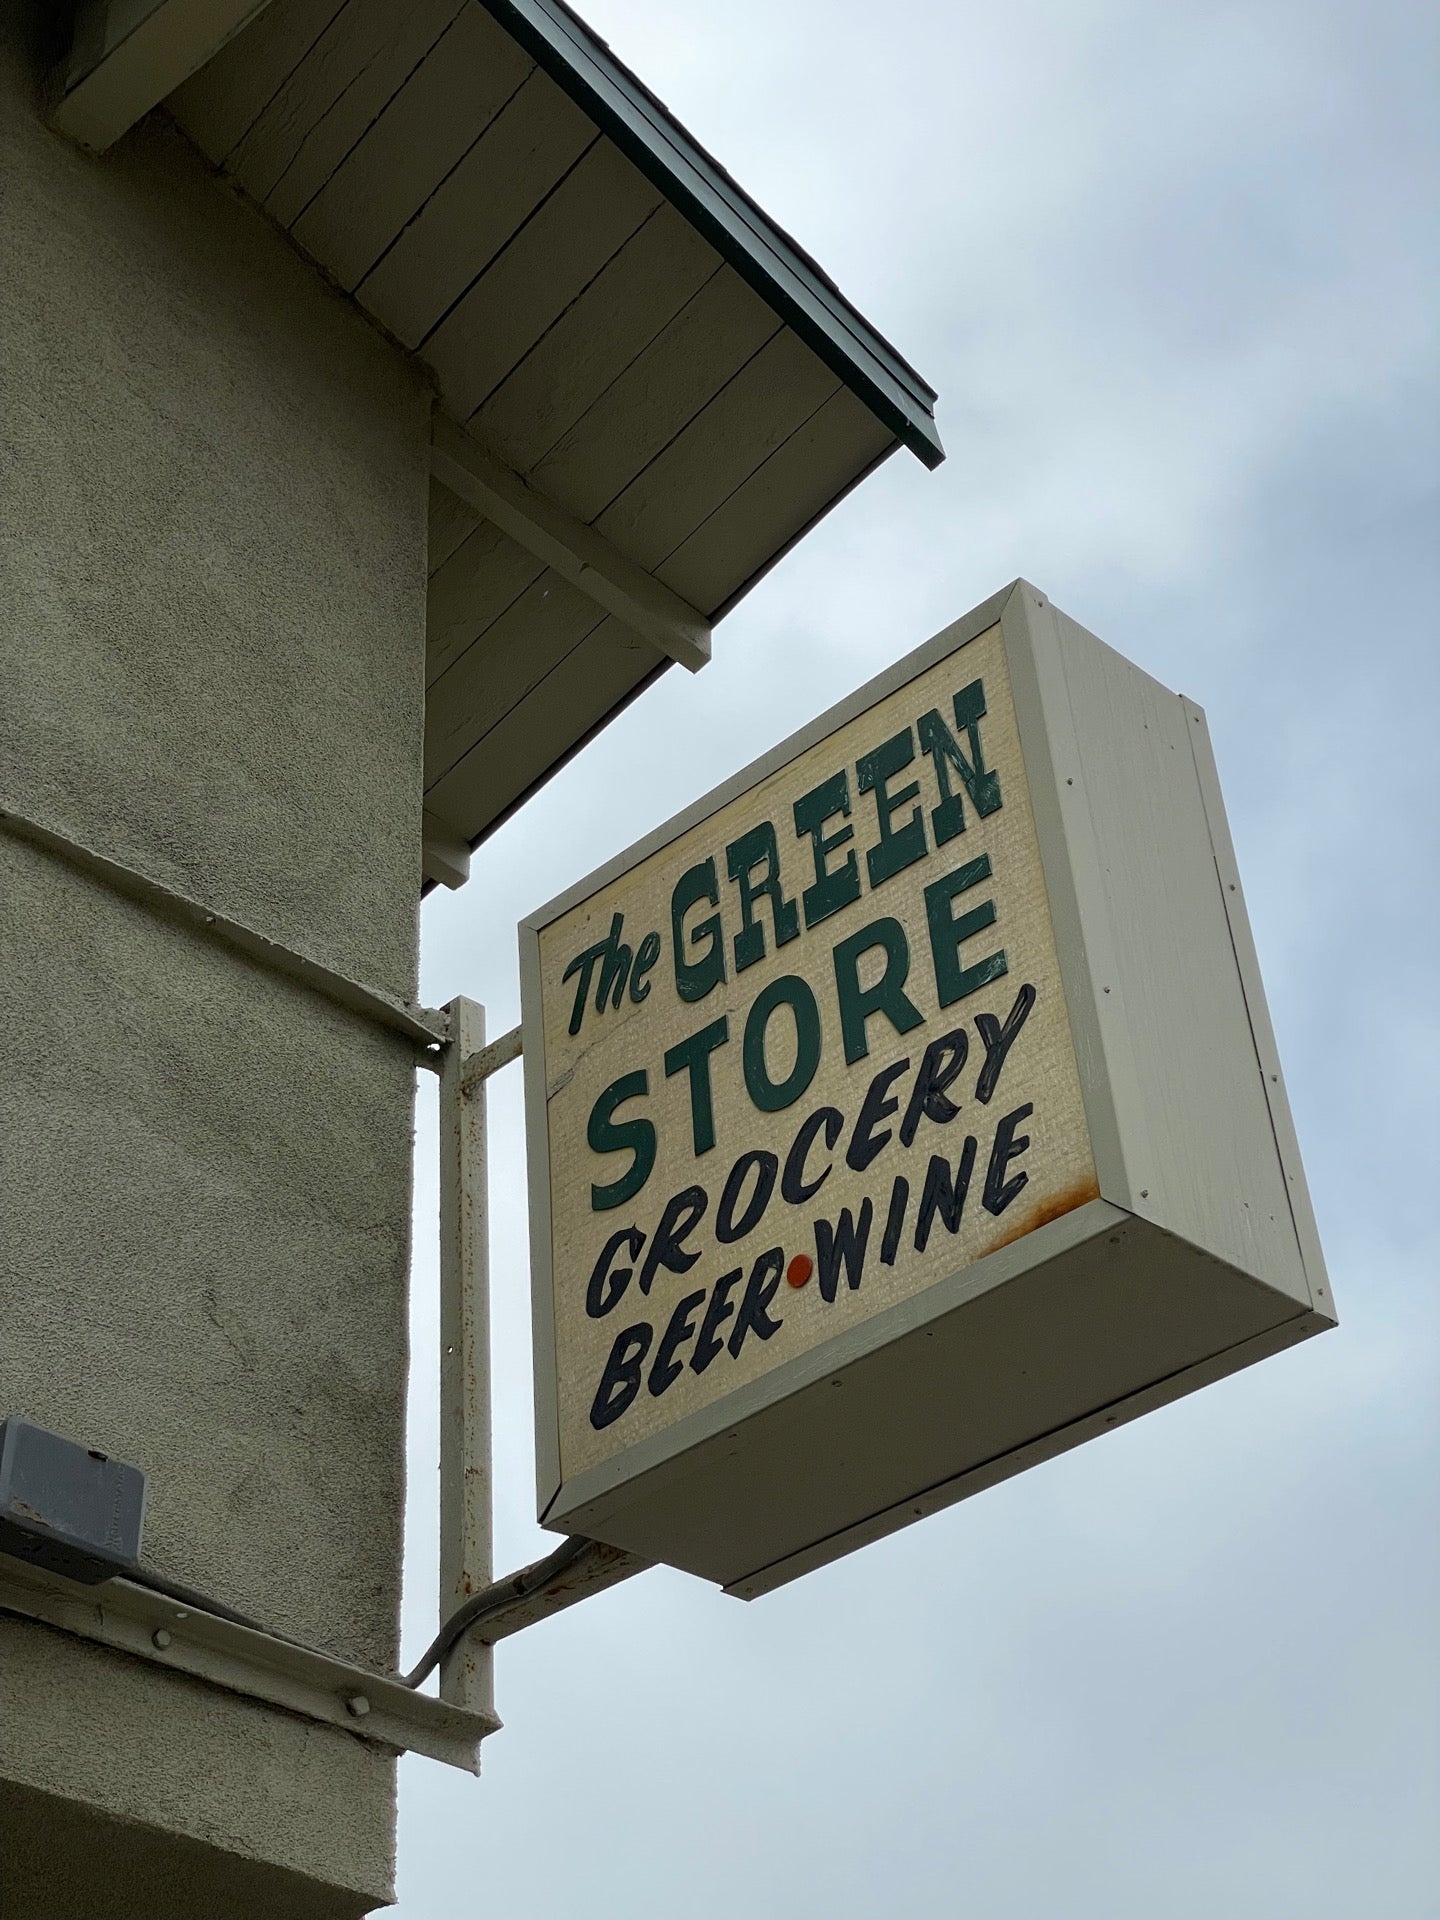 The GREEN
STORE
GROCERY
BEER•WINE